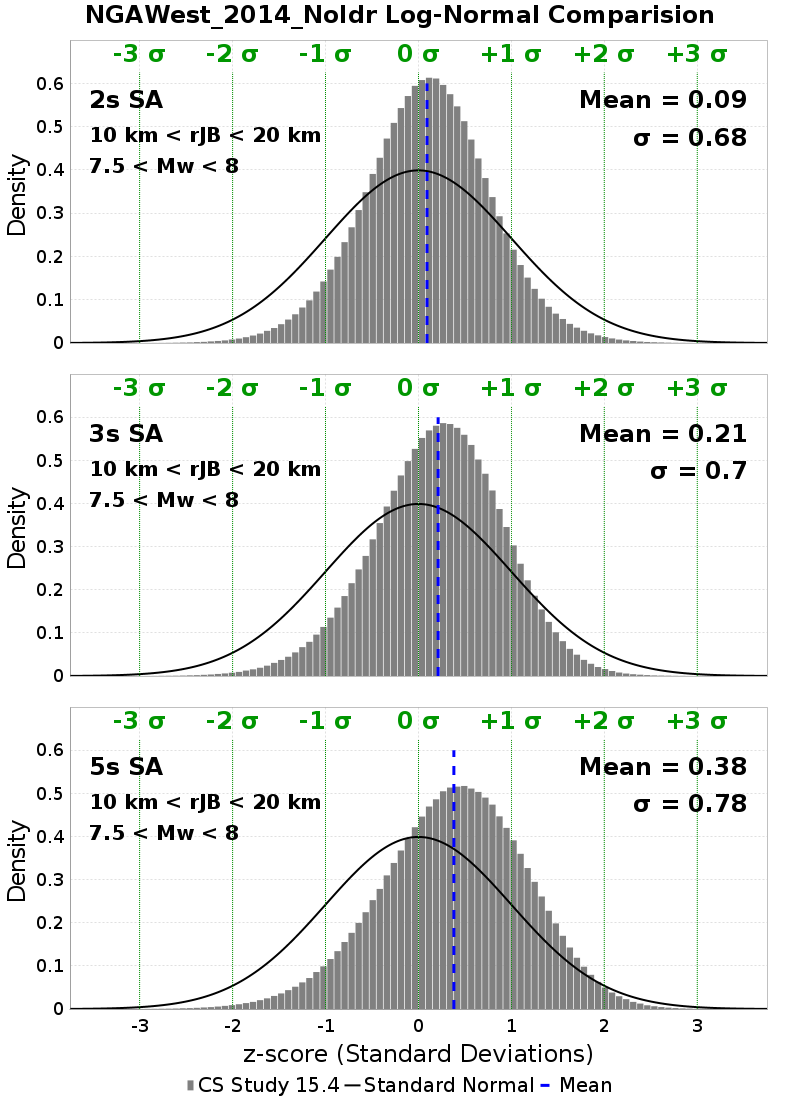 NGAWest_2014_NoIdr Log-Normal Comparision
-3 σ -2 σ -1 σ 0 σ +1 σ +2 σ +3 σ
2s SA
10 km < rJB < 20 km
7.5 < Mw < 8
Mean = 0.09
σ = 0.68
0.6
0.5
0.4
0.3
0.2
0.1
0
Density
-3 σ -2 σ -1 σ 0 σ +1 σ +2 σ +3 σ
3s SA
10 km < rJB < 20 km
7.5 < Mw < 8
Mean = 0.21
σ = 0.7
0.6
0.5
0.4
0.3
0.2
0.1
0
Density
-3 σ -2 σ -1 σ 0 σ +1 σ +2 σ +3 σ
5s SA
10 km < rJB < 20 km
7.5 < Mw < 8
Mean = 0.38
σ = 0.78
0.6
0.5
0.4
0.3
0.2
0.1
0
Density
-3 -2 -1 0 1 2 3
z-score (Standard Deviations)
CS Study 15.4 Standard Normal Mean